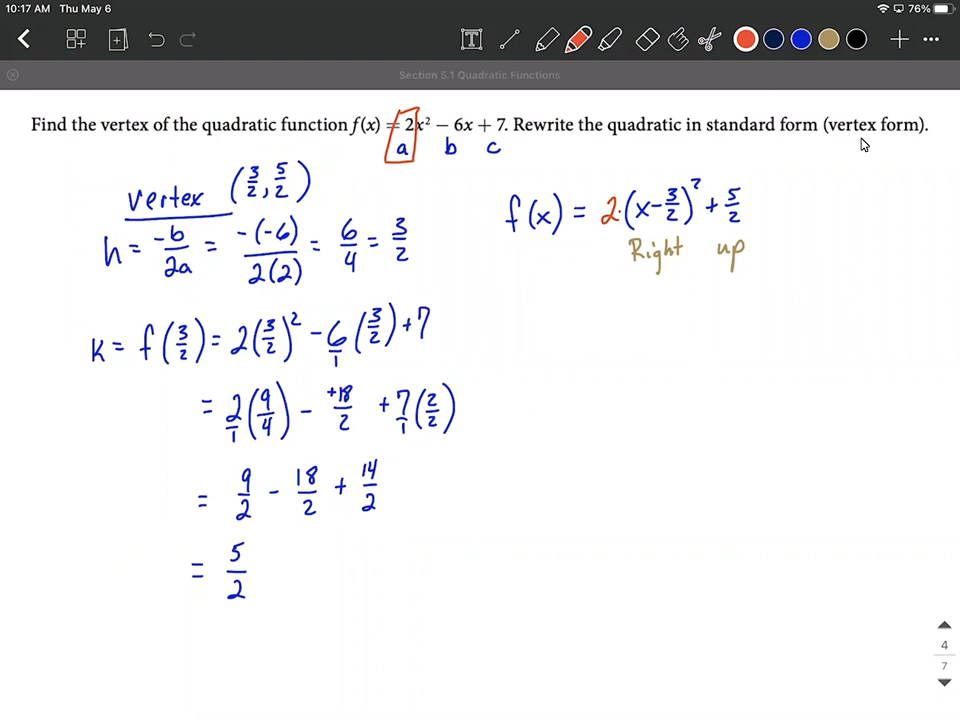 10:17 AM Thu May 6
76%
Section 5.1 Quadratic Functions
Find the vertex of the quadratic function f(x) = 2x² − 6x + 7. Rewrite the quadratic in standard form (vertex form).
a b c
vertex (3/2, 5/2)
f(x) = 2·(x-3/2)² + 5/2
Right up
h = -b/2a = -(-6)/2(2) = 6/4 = 3/2
K = f(3/2) = 2(3/2)² - 6/1(3/2) + 7
= 2/1(9/4) - +18/2 + 7/1(2/2)
= 9/2 - 18/2 + 14/2
= 5/2
4
7